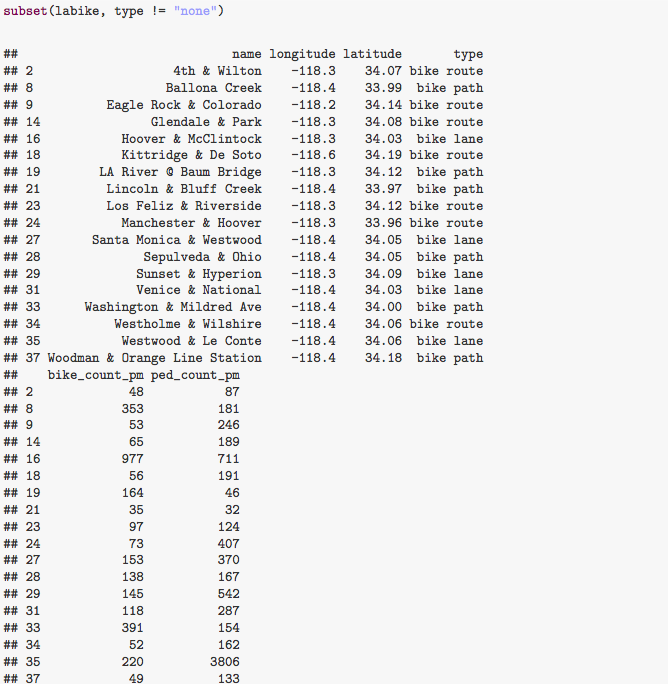 subset(labike, type != "none")
## name longitude latitude type
## 2 4th & Wilton -118.3 34.07 bike route
## 8 Ballona Creek -118.4 33.99 bike path
## 9 Eagle Rock & Colorado -118.2 34.14 bike route
## 14 Glendale & Park -118.3 34.08 bike route
## 16 Hoover & McClintock -118.3 34.03 bike lane
## 18 Kittridge & De Soto -118.6 34.19 bike route
## 19 LA River @ Baum Bridge -118.3 34.12 bike path
## 21 Lincoln & Bluff Creek -118.4 33.97 bike path
## 23 Los Feliz & Riverside -118.3 34.12 bike route
## 24 Manchester & Hoover -118.3 33.96 bike route
## 27 Santa Monica & Westwood -118.4 34.05 bike lane
## 28 Sepulveda & Ohio -118.4 34.05 bike path
## 29 Sunset & Hyperion -118.3 34.09 bike lane
## 31 Venice & National -118.4 34.03 bike lane
## 33 Washington & Mildred Ave -118.4 34.00 bike path
## 34 Westholme & Wilshire -118.4 34.06 bike route
## 35 Westwood & Le Conte -118.4 34.06 bike lane
## 37 Woodman & Orange Line Station -118.4 34.18 bike path
## bike_count_pm ped_count_pm
## 2 48 87
## 8 353 181
## 9 53 246
## 14 65 189
## 16 977 711
## 18 56 191
## 19 164 46
## 21 35 32
## 23 97 124
## 24 73 407
## 27 153 370
## 28 138 167
## 29 145 542
## 31 118 287
## 33 391 154
## 34 52 162
## 35 220 3806
## 37 49 133